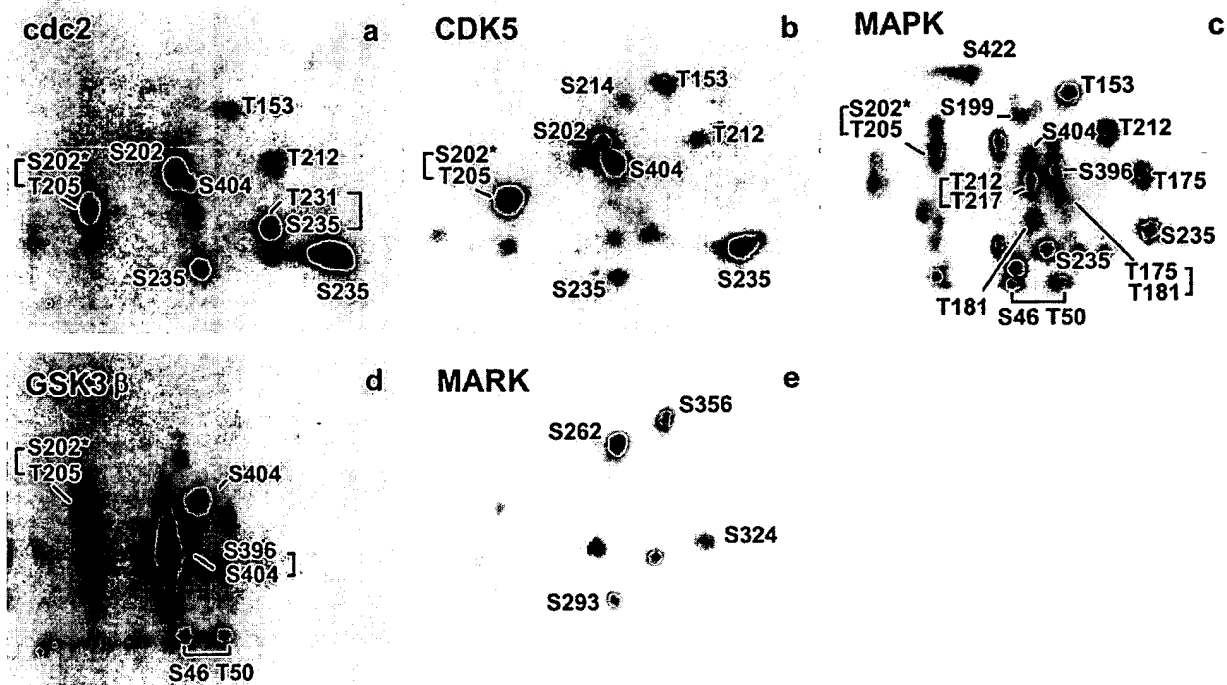 cdc2
a
T153
S202
T212
S202*
T205
S404
T231
S235
S235
S235
CDK5
b
T153
S214
S202
T212
S202*
T205
S404
S235
S235
MAPK
c
S422
T153
S202*
T205
S199
S404
T212
S396
T175
T212
T217
S235
S235
T175
T181
T181
S46 T50
GSK3 β
d
S202*
T205
S404
S396
S404
S46 T50
MARK
e
S356
S262
S324
S293